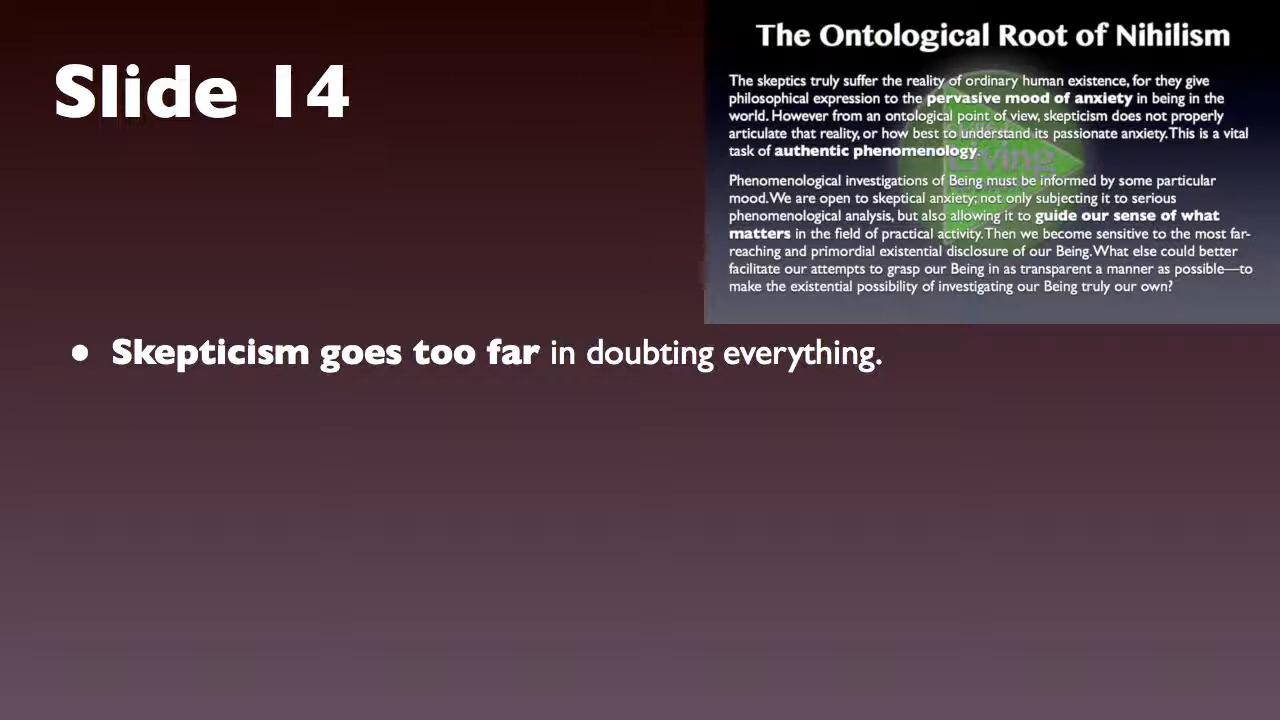 Slide 14
The Ontological Root of Nihilism
The skeptics truly suffer the reality of ordinary human existence, for they give
philosophical expression to the pervasive mood of anxiety in being in the
world. However from an ontological point of view, skepticism does not properly
articulate that reality, or how best to understand its passionate anxiety. This is a vital
task of authentic phenomenology.
Living
Phenomenological investigations of Being must be informed by some particular
mood. We are open to skeptical anxiety; not only subjecting it to serious
phenomenological analysis, but also allowing it to guide our sense of what
matters in the field of practical activity. Then we become sensitive to the most far-
reaching and primordial existential disclosure of our Being. What else could better
facilitate our attempts to grasp our Being in as transparent a manner as possible—to
make the existential possibility of investigating our Being truly our own?
• Skepticism goes too far in doubting everything.